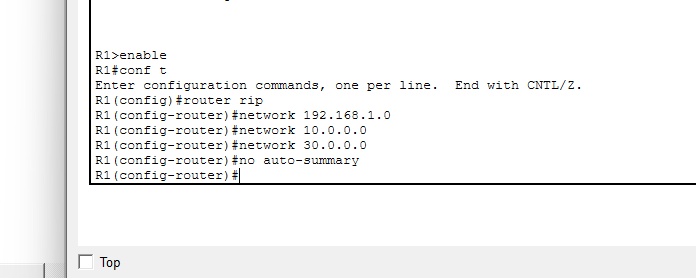 R1>enable
R1#conf t
Enter configuration commands, one per line.  End with CNTL/Z.
R1(config)#router rip
R1(config-router)#network 192.168.1.0
R1(config-router)#network 10.0.0.0
R1(config-router)#network 30.0.0.0
R1(config-router)#no auto-summary
R1(config-router)#
Top